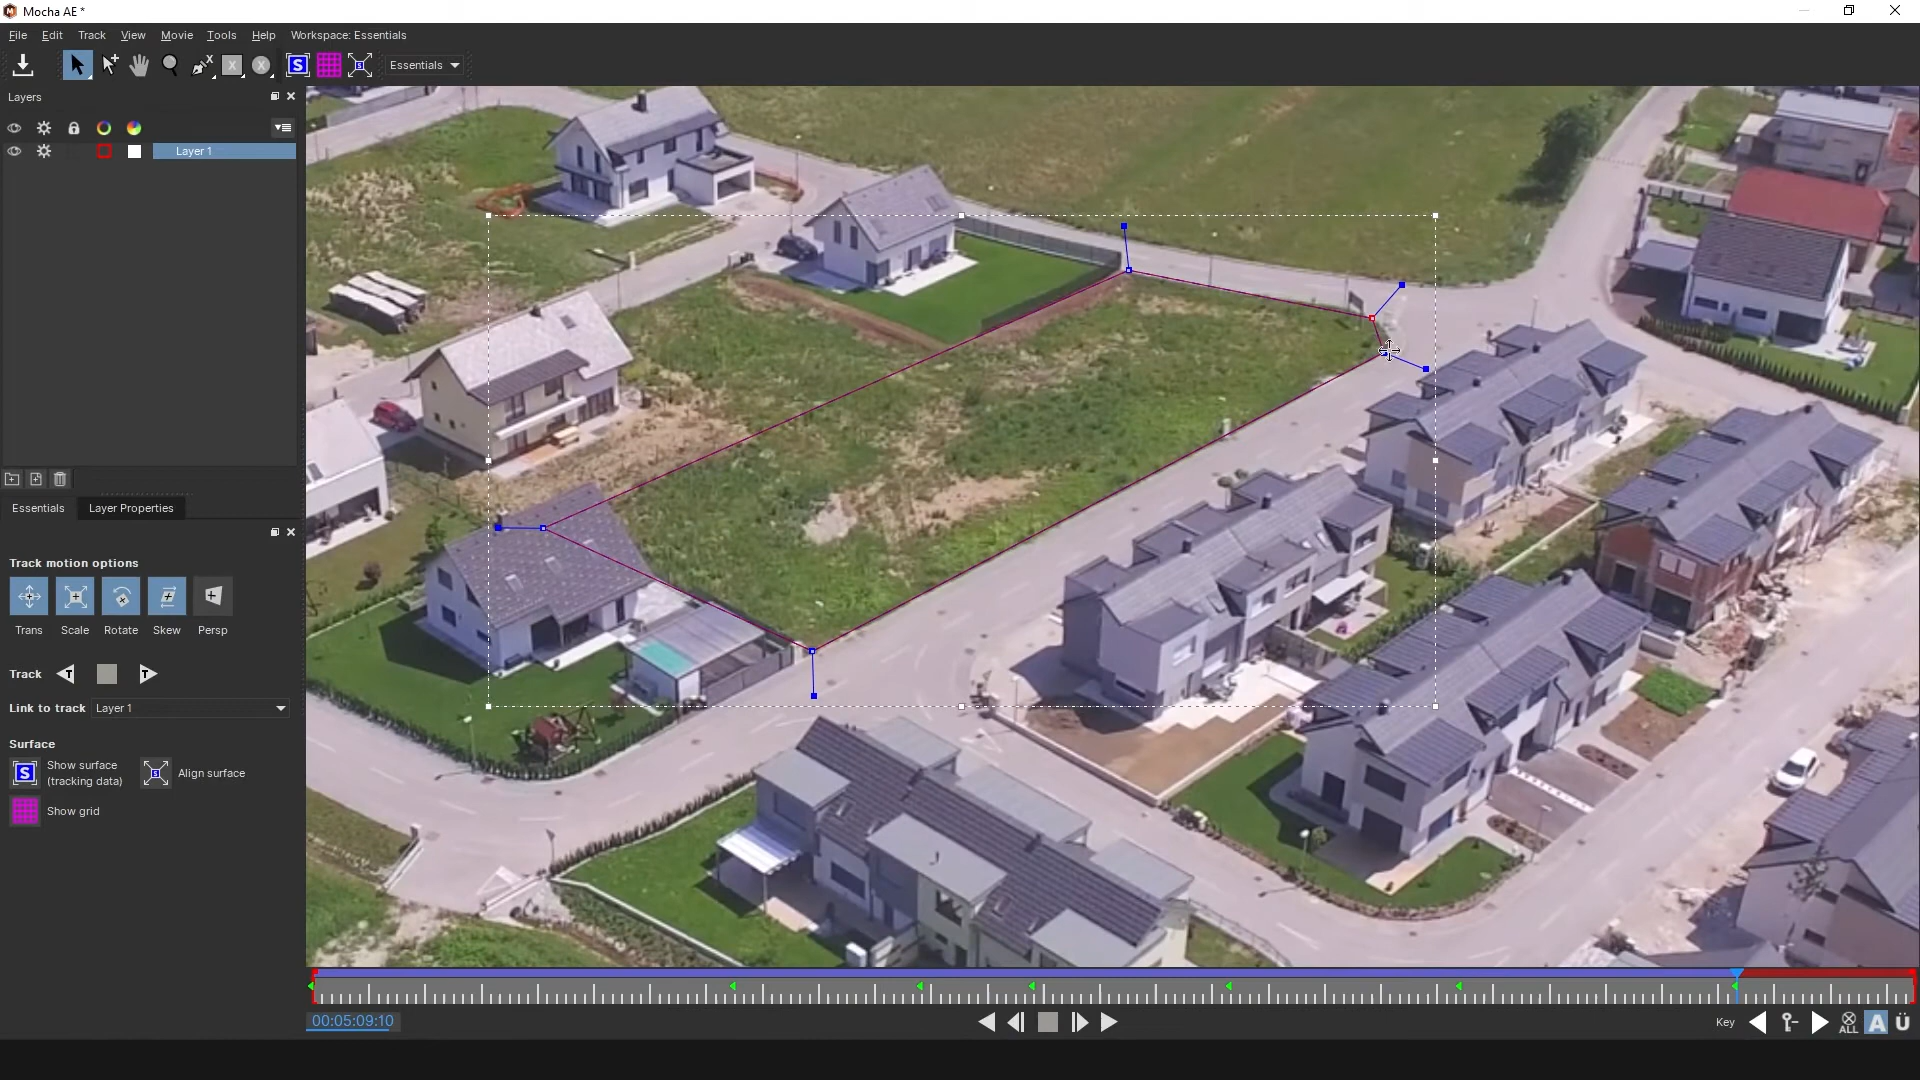 Mocha AE *
File Edit Track View Movie Tools Help Workspace: Essentials
S S Essentials
Layers
Layer 1
Essentials Layer Properties
Track motion options
Trans Scale Rotate Skew Persp
Track T T
Link to track Layer 1
Surface
S Show surface (tracking data) S Align surface
Show grid
00:05:09:10
Key ALL A Ü